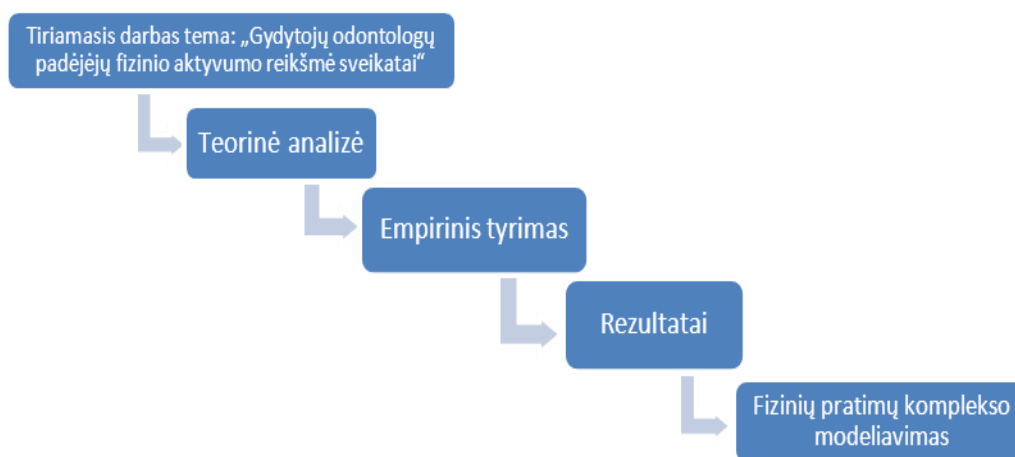 Tiriamasis darbas tema: „Gydytojų odontologų
padėjėjų fizinio aktyvumo reikšmė sveikatai“
Teorinė analizė
Empirinis tyrimas
Rezultatai
Fizinių pratimų komplekso
modeliavimas